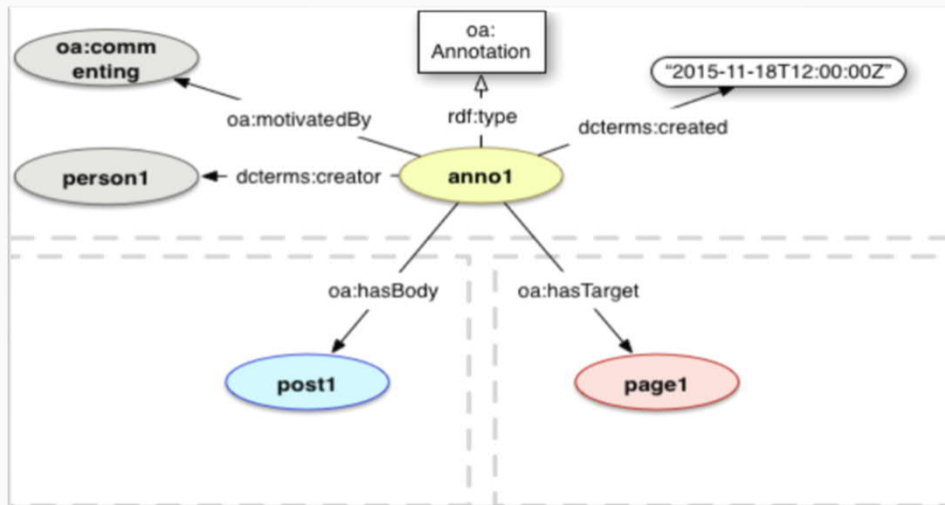 oa:comm
enting
oa:
Annotation
"2015-11-18T12:00:00Z"
oa:motivatedBy
rdf:type
dcterms:created
person1
dcterms:creator
anno1
oa:hasBody
oa:hasTarget
post1
page1